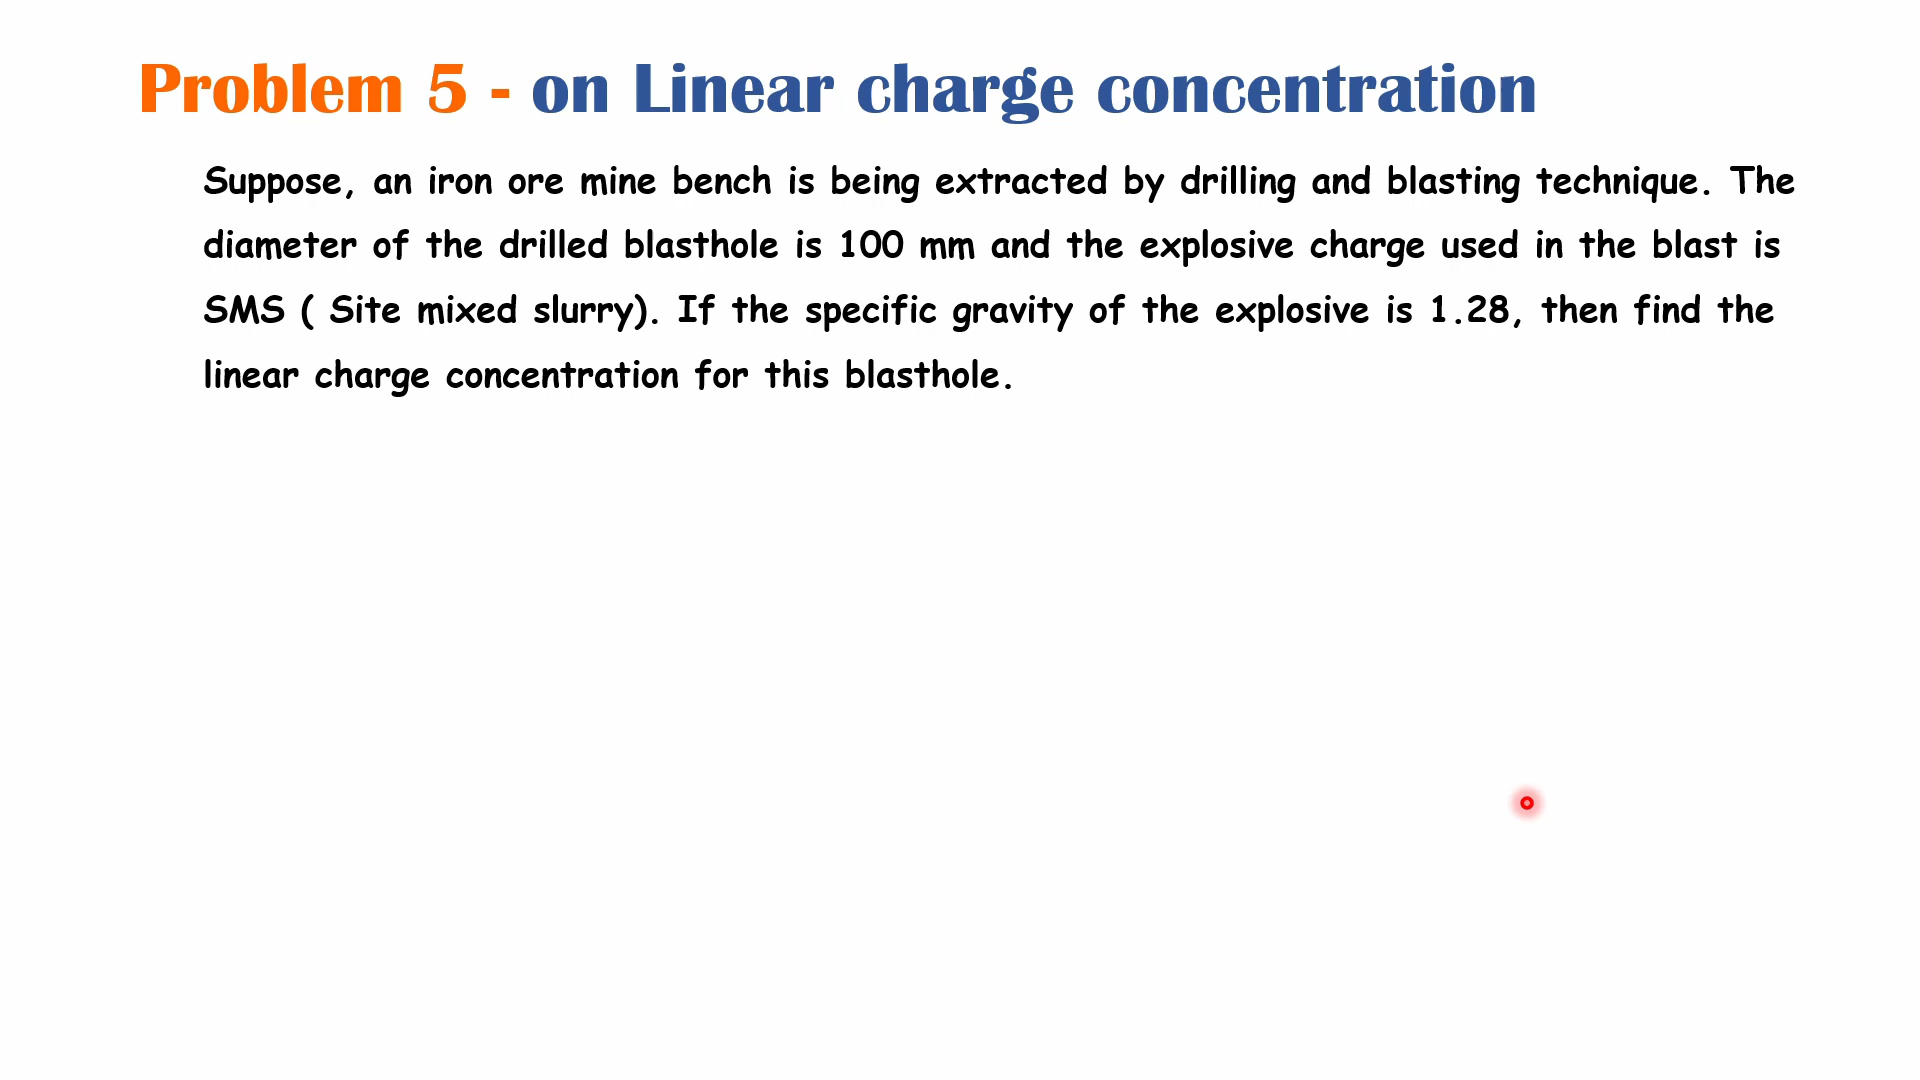 Problem 5 - on Linear charge concentration
Suppose, an iron ore mine bench is being extracted by drilling and blasting technique. The
diameter of the drilled blasthole is 100 mm and the explosive charge used in the blast is
SMS ( Site mixed slurry). If the specific gravity of the explosive is 1.28, then find the
linear charge concentration for this blasthole.